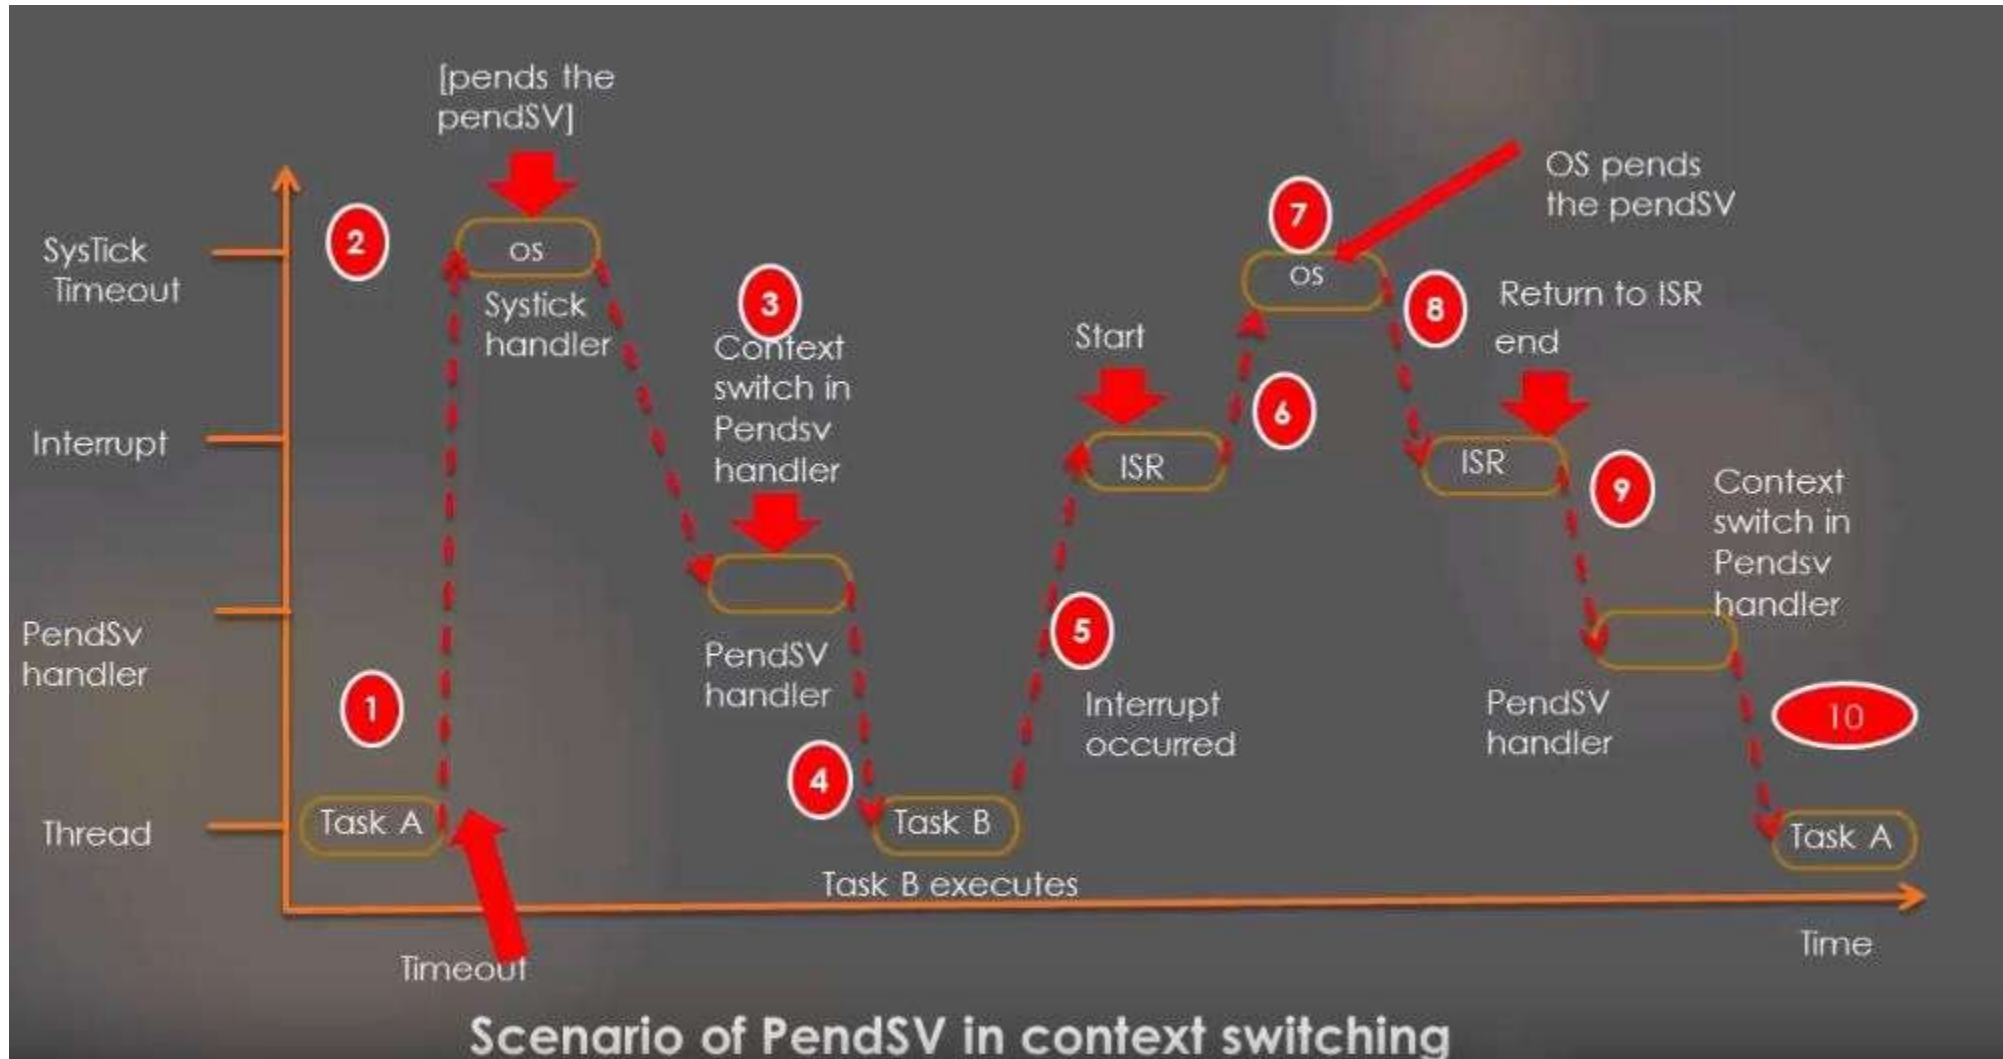 [pends the
pendSV]
OS pends
the pendSV
SysTick
Timeout
2
os
Systick
handler
3
Context
switch in
Pendsv
handler
Start
7
os
8
Return to ISR
end
Interrupt
ISR
6
ISR
9
Context
switch in
Pendsv
handler
PendSv
handler
1
PendSV
handler
5
Interrupt
occurred
PendSV
handler
10
4
Thread
Task A
Task B
Task A
Task B executes
Timeout
Time
Scenario of PendSV in context switching